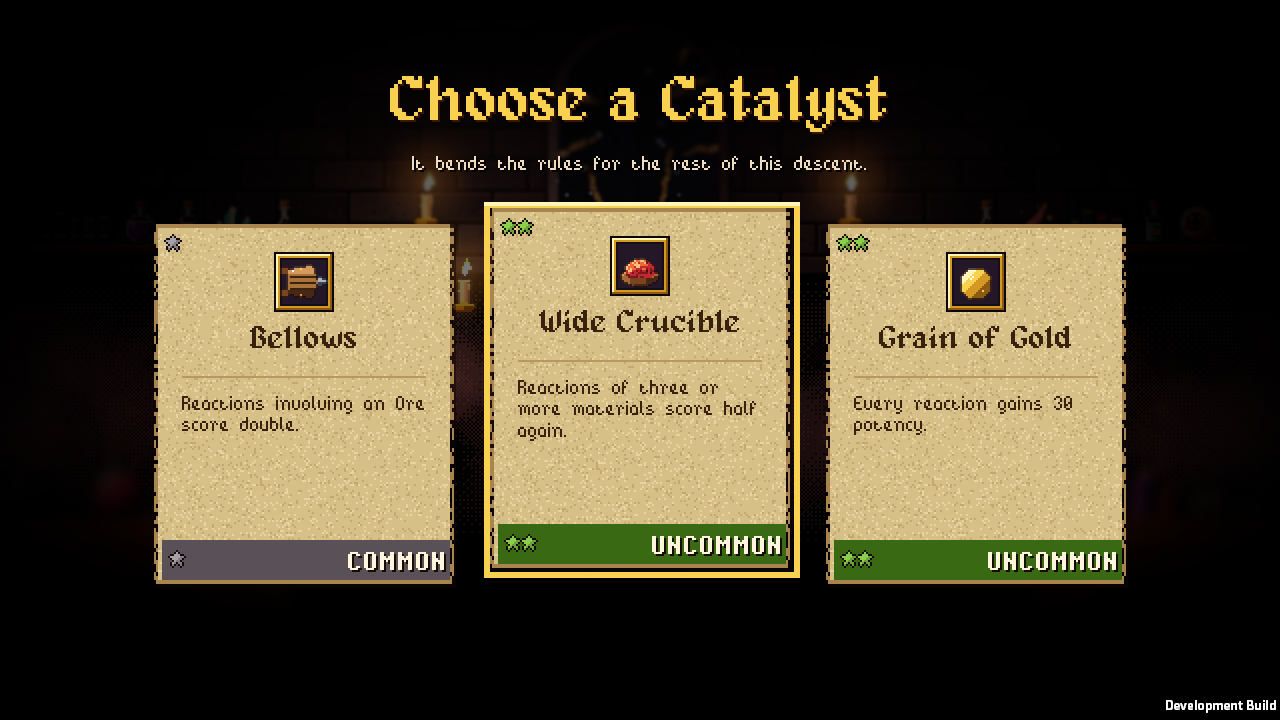 Choose a Catalyst
It bends the rules for the rest of this descent.
Bellows
Reactions involving an Ore
score double.
COMMON
Wide Crucible
Reactions of three or
more materials score half
again.
UNCOMMON
Grain of Gold
Every reaction gains 30
potency.
UNCOMMON
Development Build